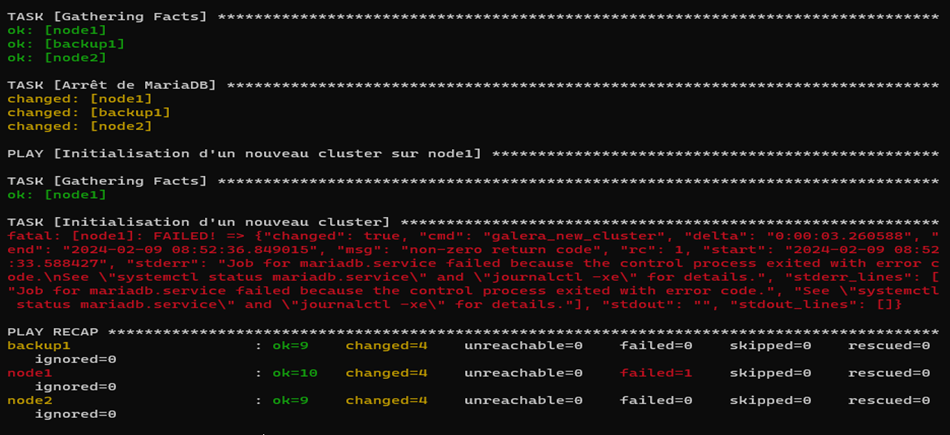 TASK [Gathering Facts] *******************************************************************************
ok: [node1]
ok: [backup1]
ok: [node2]
TASK [Arrêt de MariaDB] ******************************************************************************
changed: [node1]
changed: [backup1]
changed: [node2]
PLAY [Initialisation d'un nouveau cluster sur node1] *************************************************
TASK [Gathering Facts] *******************************************************************************
ok: [node1]
TASK [Initialisation d'un nouveau cluster] ***********************************************************
fatal: [node1]: FAILED! => {"changed": true, "cmd": "galera_new_cluster", "delta": "0:00:03.260588", "
end": "2024-02-09 08:52:36.849015", "msg": "non-zero return code", "rc": 1, "start": "2024-02-09 08:52
:33.588427", "stderr": "Job for mariadb.service failed because the control process exited with error c
ode.\nSee \"systemctl status mariadb.service\" and \"journalctl -xe\" for details.", "stderr_lines": [
"Job for mariadb.service failed because the control process exited with error code.", "See \"systemctl
status mariadb.service\" and \"journalctl -xe\" for details."], "stdout": "", "stdout_lines": []}
PLAY RECAP *******************************************************************************************
backup1 : ok=9 changed=4 unreachable=0 failed=0 skipped=0 rescued=0
ignored=0
node1 : ok=10 changed=4 unreachable=0 failed=1 skipped=0 rescued=0
ignored=0
node2 : ok=9 changed=4 unreachable=0 failed=0 skipped=0 rescued=0
ignored=0